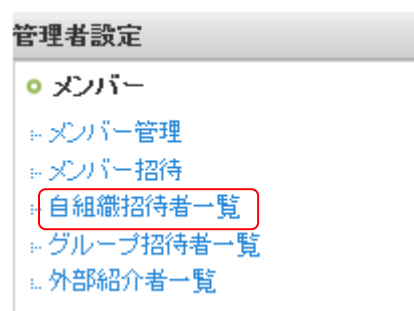 管理者設定
メンバー
メンバー管理
メンバー招待
自組織招待者一覧
グループ招待者一覧
外部紹介者一覧